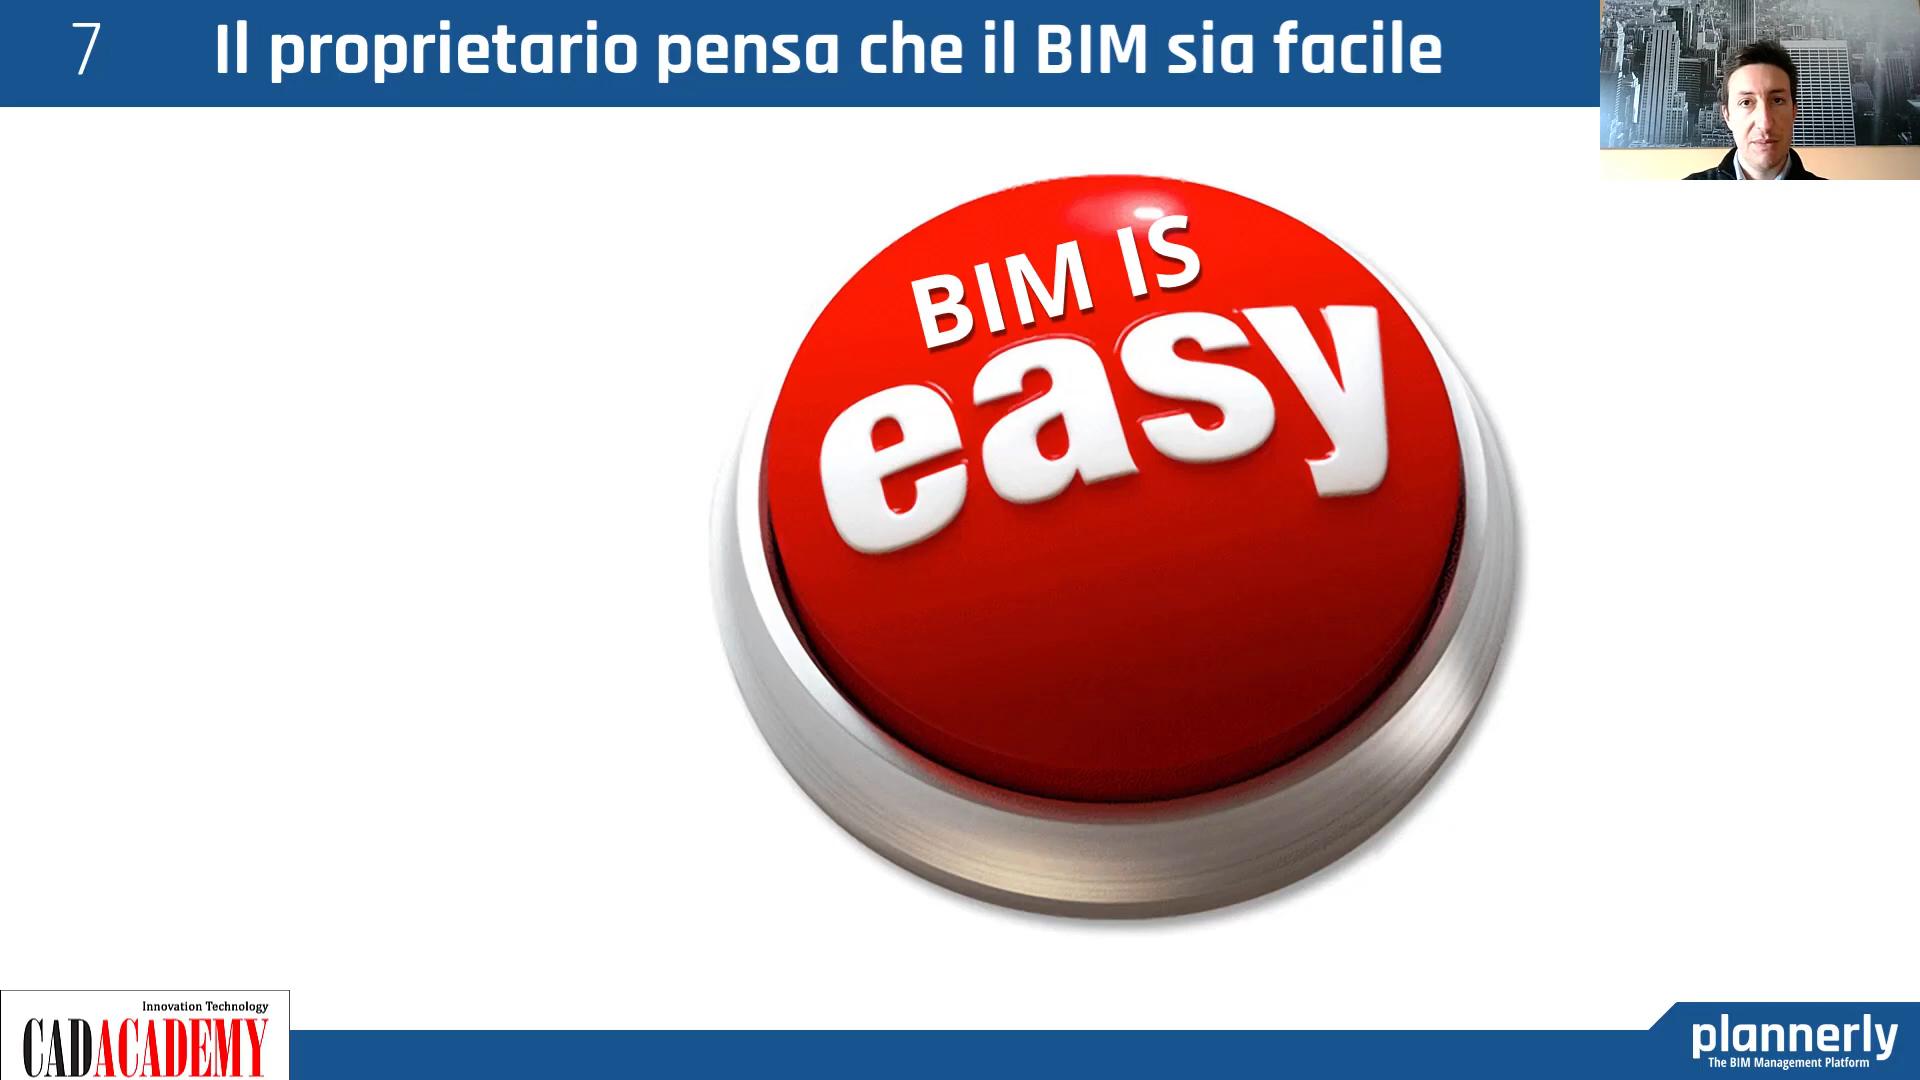 7
Il proprietario pensa che il BIM sia facile
BIM IS
easy
Innovation Technology
CADACADEMY
plannerly
The BIM Management Platform